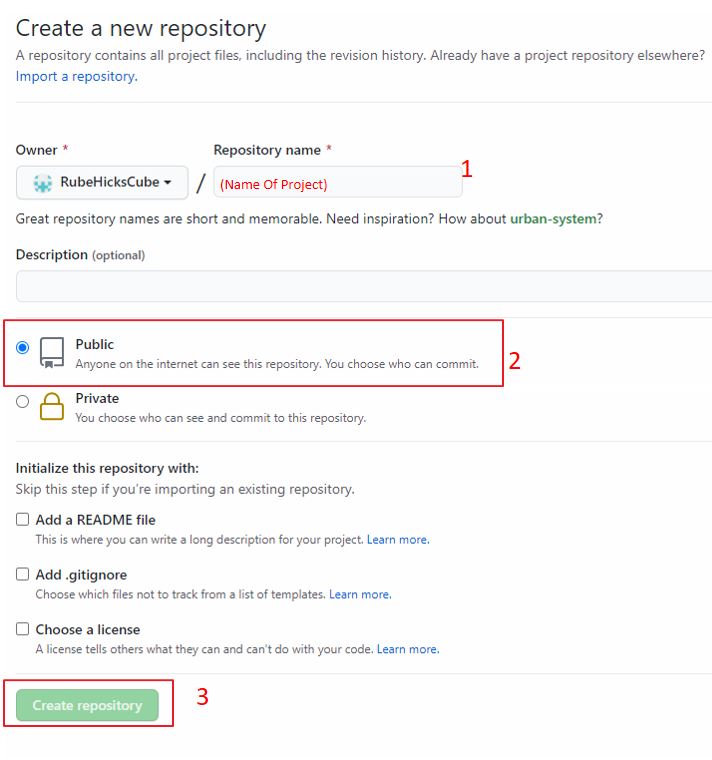 Create a new repository
A repository contains all project files, including the revision history. Already have a project repository elsewhere?
Import a repository.
Owner * Repository name *
RubeHicksCube / (Name Of Project) 1
Great repository names are short and memorable. Need inspiration? How about urban-system?
Description (optional)
Public
Anyone on the internet can see this repository. You choose who can commit. 2
Private
You choose who can see and commit to this repository.
Initialize this repository with:
Skip this step if you're importing an existing repository.
Add a README file
This is where you can write a long description for your project. Learn more.
Add .gitignore
Choose which files not to track from a list of templates. Learn more.
Choose a license
A license tells others what they can and can't do with your code. Learn more.
Create repository 3